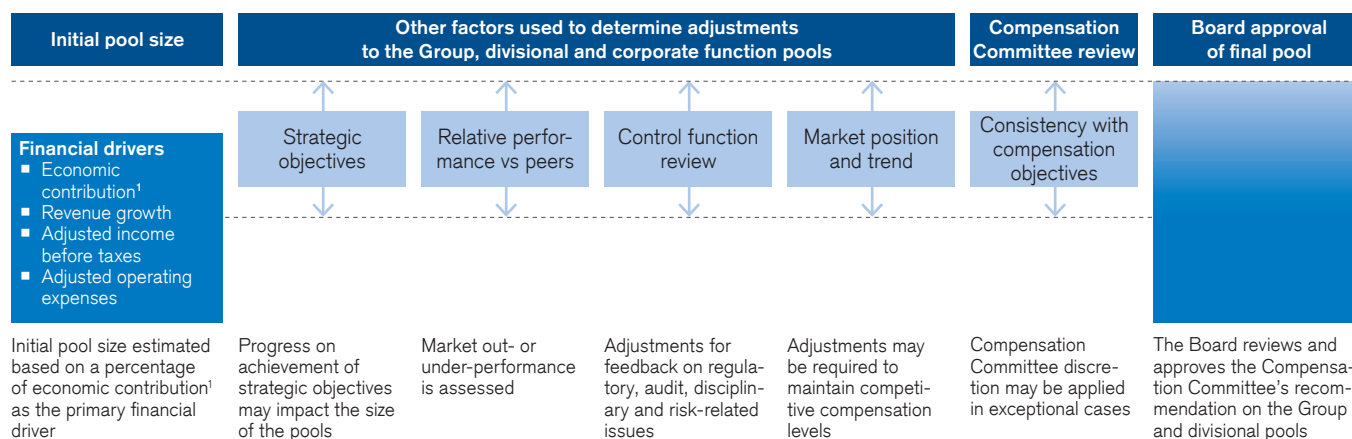 Initial pool size
Other factors used to determine adjustments
to the Group, divisional and corporate function pools
Compensation
Committee review
Board approval
of final pool
Financial drivers
■ Economic
contribution¹
■ Revenue growth
■ Adjusted income
before taxes
■ Adjusted operating
expenses
Strategic
objectives
Relative perfor-
mance vs peers
Control function
review
Market position
and trend
Consistency with
compensation
objectives
Initial pool size estimated
based on a percentage
of economic contribution¹
as the primary financial
driver
Progress on
achievement of
strategic objectives
may impact the size
of the pools
Market out- or
under-performance
is assessed
Adjustments for
feedback on regula-
tory, audit, disciplin-
ary and risk-related
issues
Adjustments may
be required to
maintain competi-
tive compensation
levels
Compensation
Committee discre-
tion may be applied
in exceptional cases
The Board reviews and
approves the Compensa-
tion Committee's recom-
mendation on the Group
and divisional pools